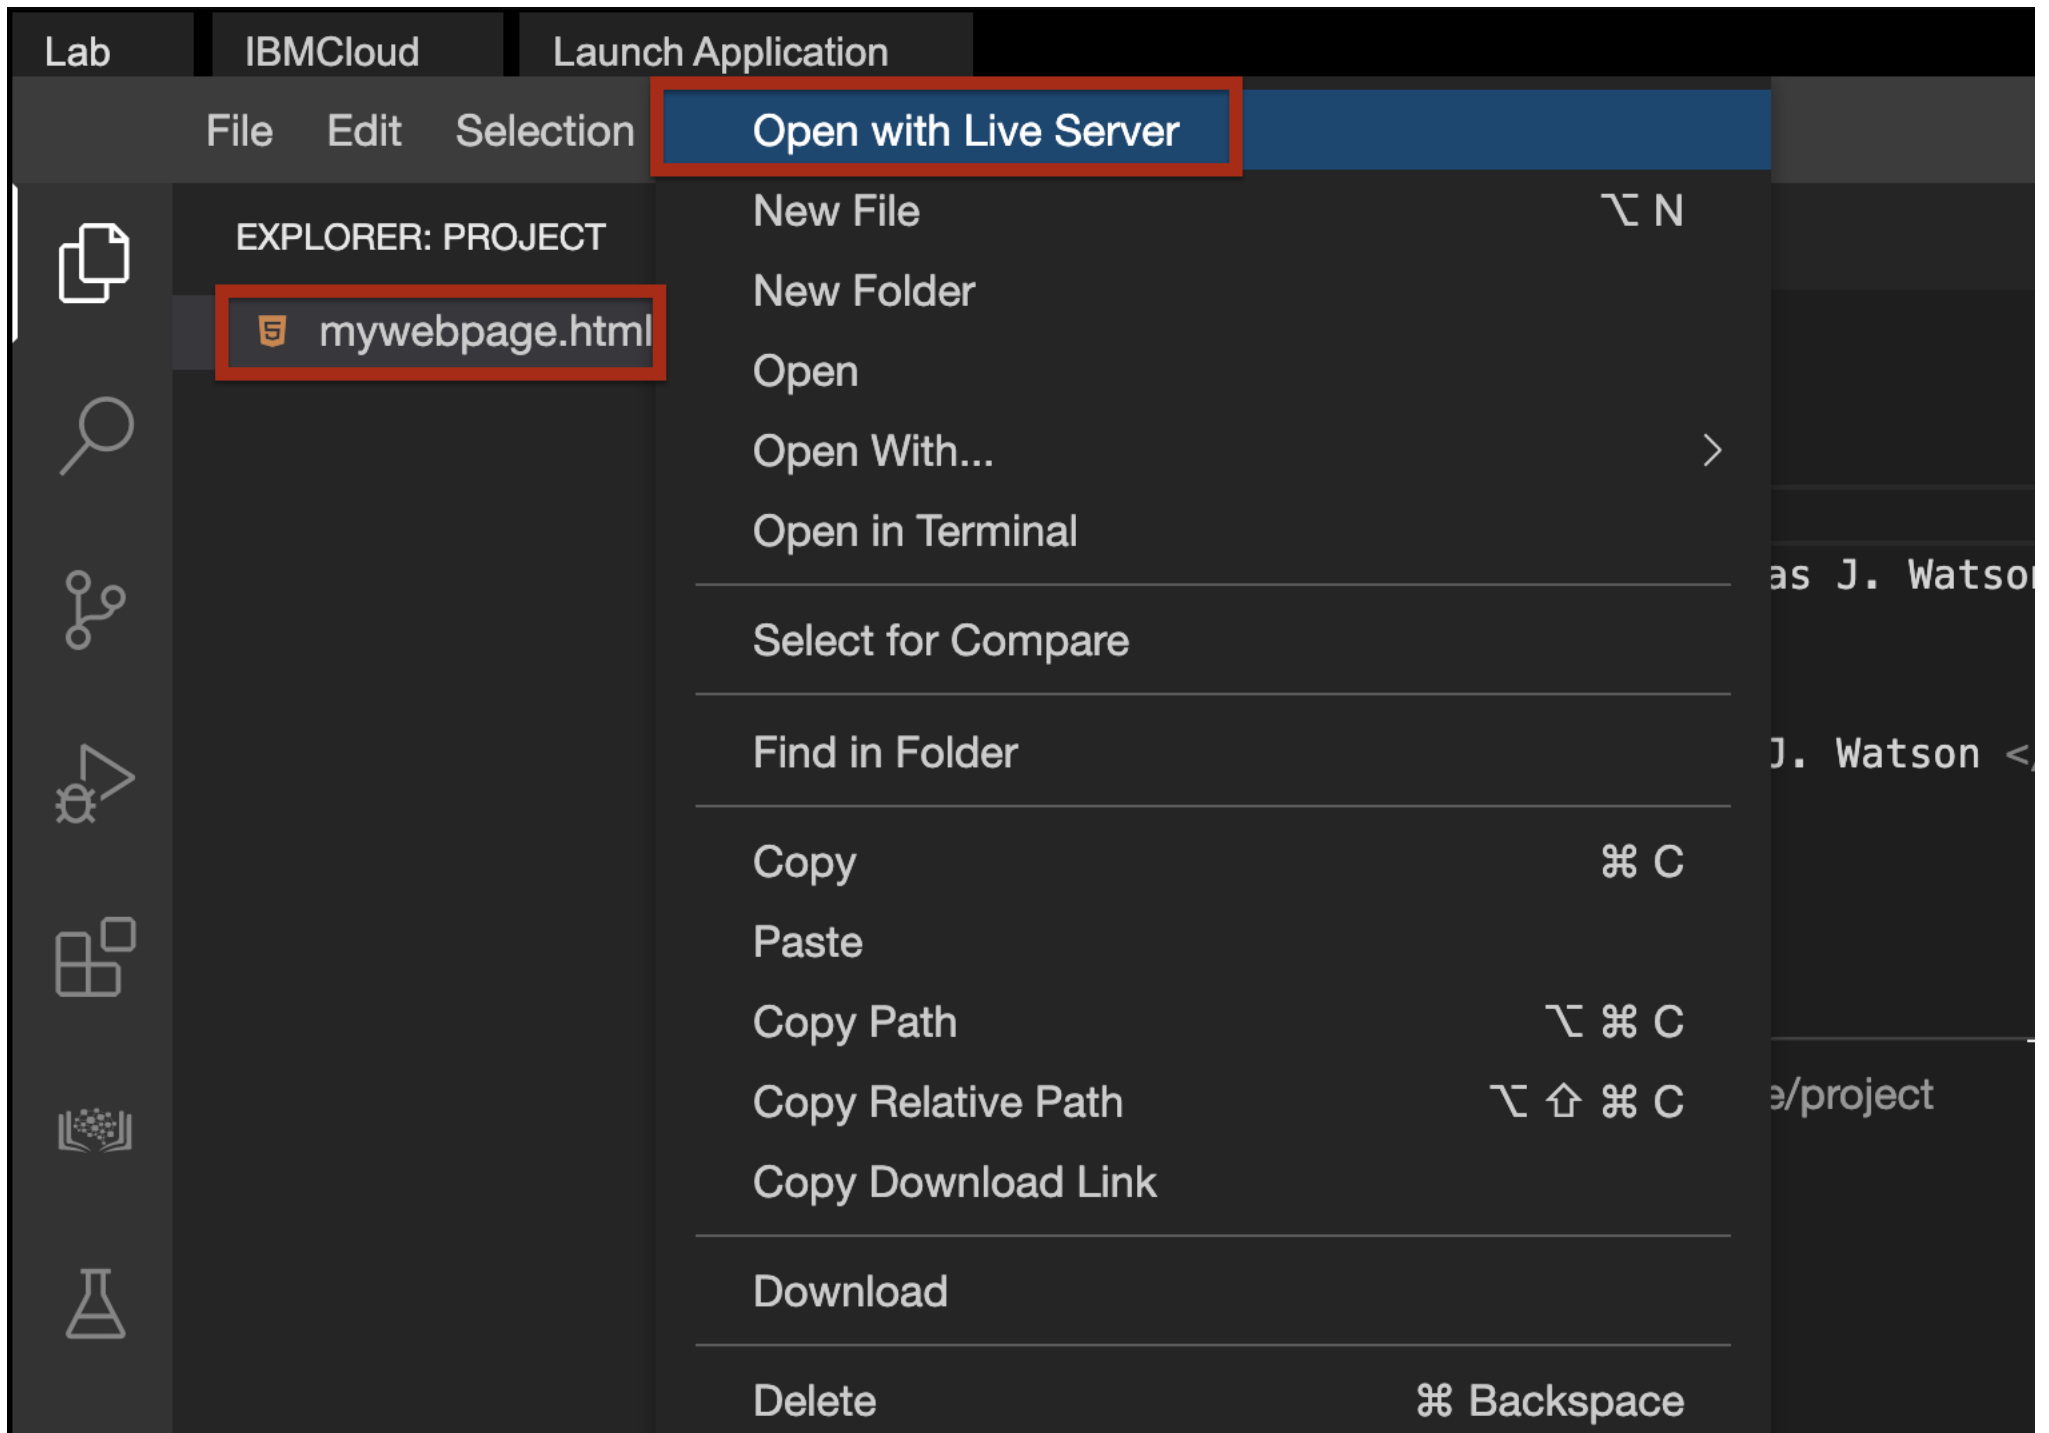 Lab IBMCloud Launch Application
File Edit Selection
Open with Live Server
New File ⌥ N
EXPLORER: PROJECT
New Folder
mywebpage.html
Open
Open With...
Open in Terminal
as J. Watson
Select for Compare
Find in Folder
J. Watson <
Copy ⌘ C
Paste
Copy Path ⌥ ⌘ C
Copy Relative Path ⌥ ⇧ ⌘ C
e/project
Copy Download Link
Download
Delete ⌘ Backspace